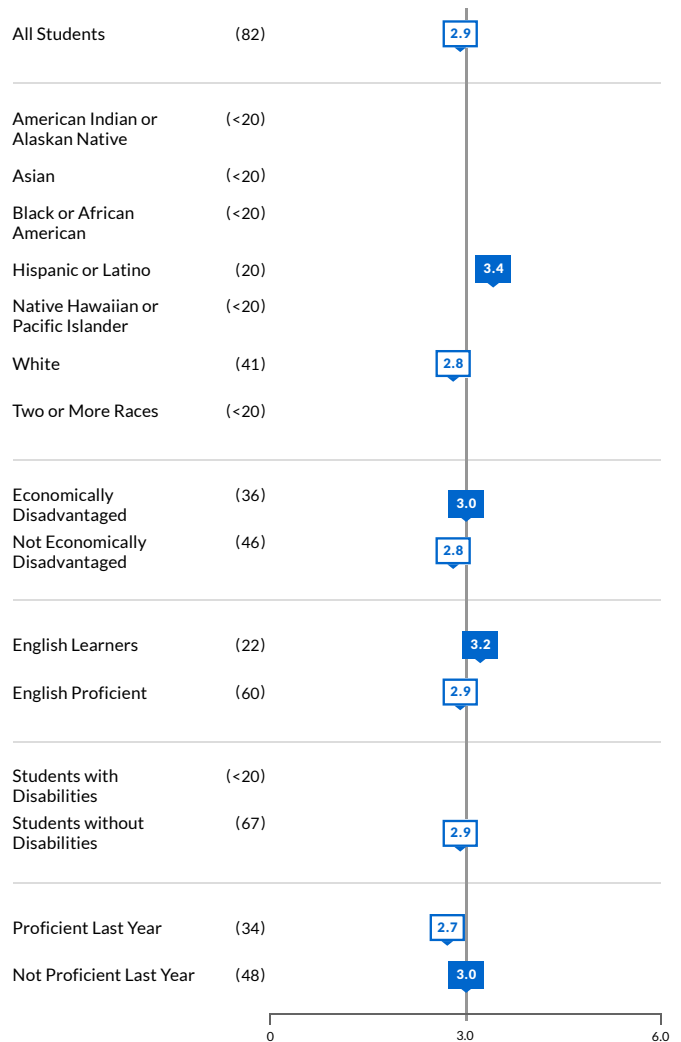 All Students (82) 2.9
American Indian or (<20)
Alaskan Native
Asian (<20)
Black or African (<20)
American
Hispanic or Latino (20) 3.4
Native Hawaiian or (<20)
Pacific Islander
White (41) 2.8
Two or More Races (<20)
Economically (36) 3.0
Disadvantaged
Not Economically (46) 2.8
Disadvantaged
English Learners (22) 3.2
English Proficient (60) 2.9
Students with (<20)
Disabilities
Students without (67) 2.9
Disabilities
Proficient Last Year (34) 2.7
Not Proficient Last Year (48) 3.0
0 3.0 6.0